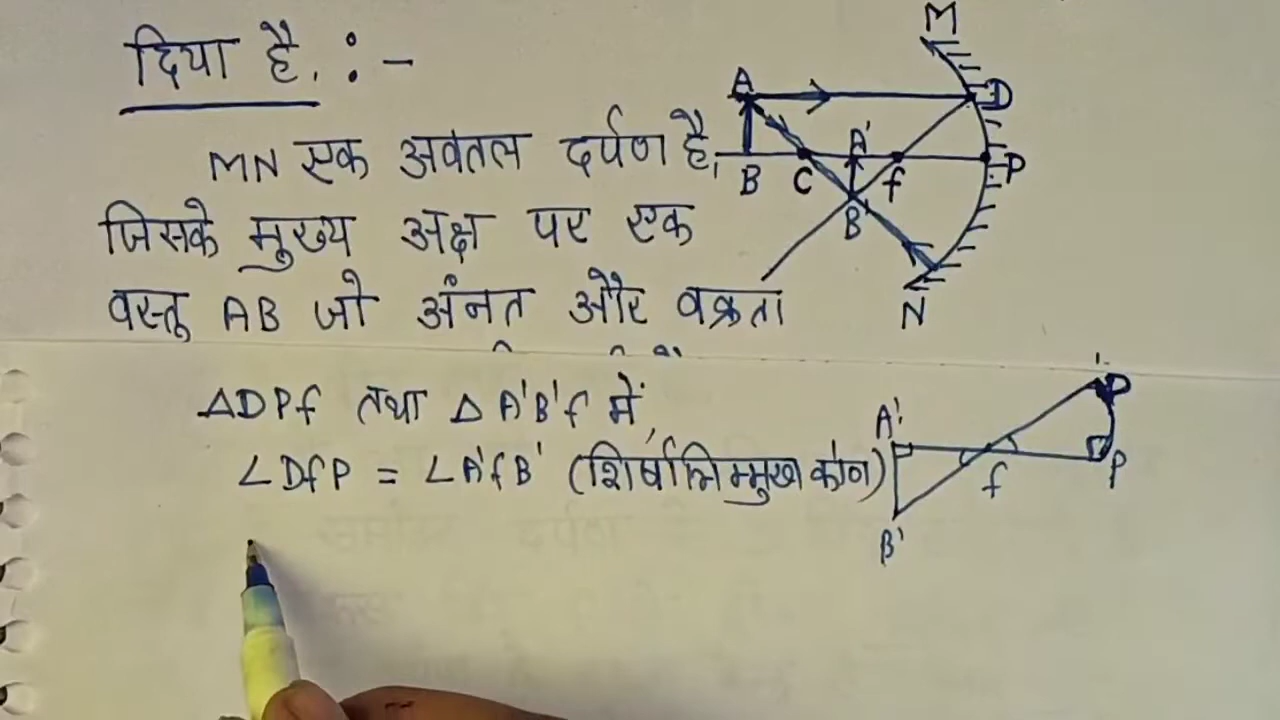 दिया है, :-
MN एक अवतल दर्पण है,
जिसके मुख्य अक्ष पर एक
वस्तू AB जो अंनत और वक्रता
M
A
D
A'
B
C
f
P
B'
N
ΔDPf तथा ΔA'B'f में,
∠DfP = ∠A'fB' (शिर्षाभिम्मुख कोन)
D
A'
f
P
B'